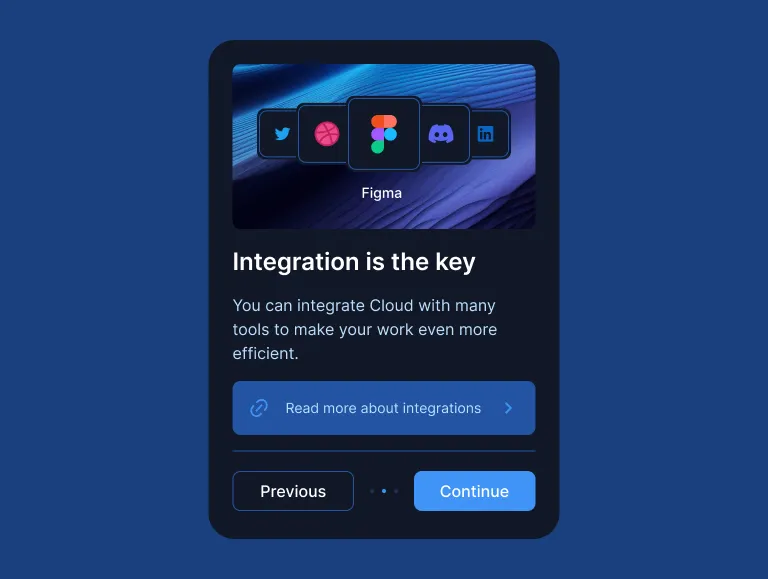 Figma
Integration is the key
You can integrate Cloud with many
tools to make your work even more
efficient.
Read more about integrations
Previous
Continue